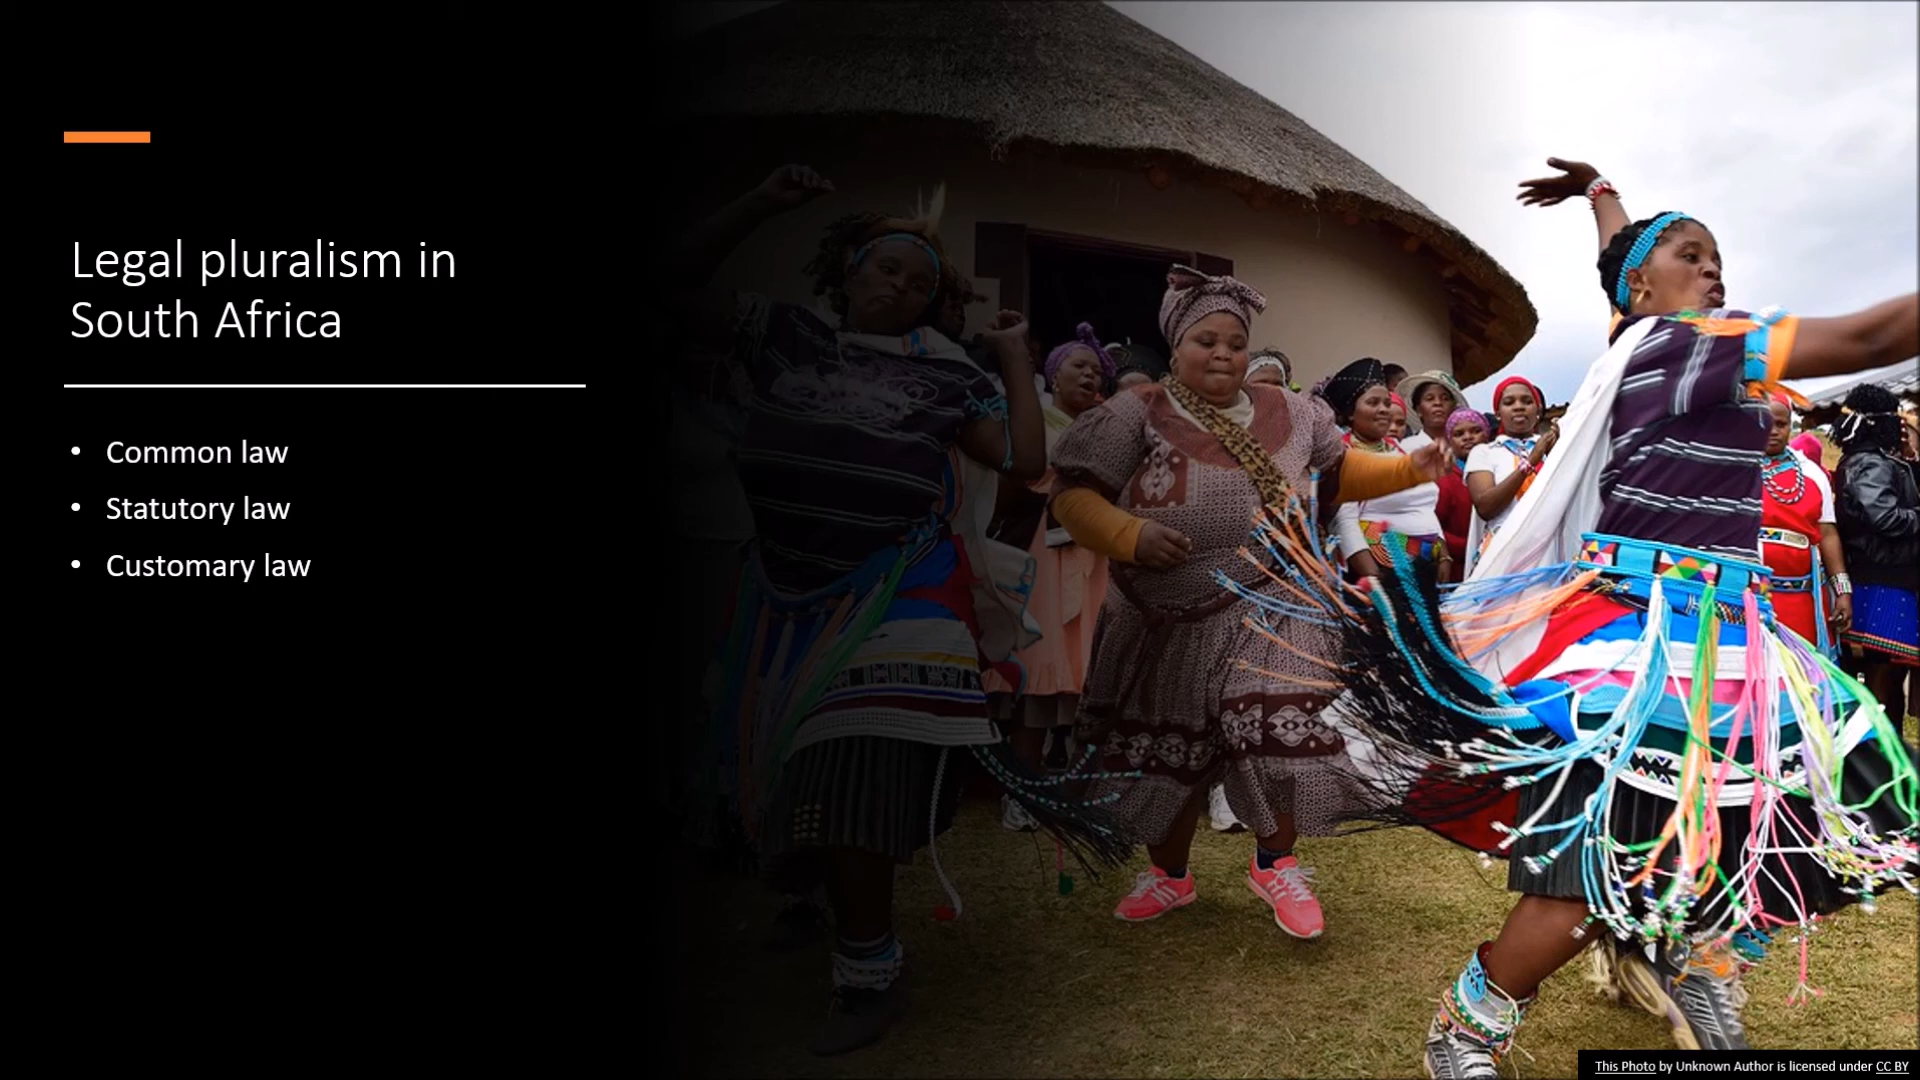 Legal pluralism in
South Africa
• Common law
• Statutory law
• Customary law
This Photo by Unknown Author is licensed under CC BY